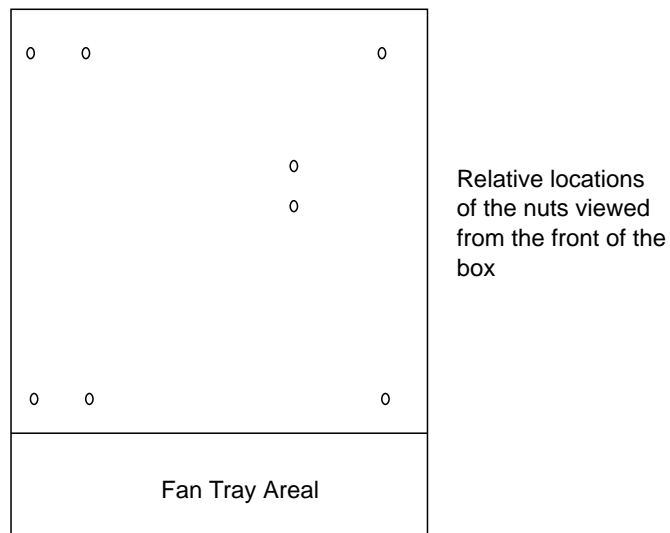 Relative locations
of the nuts viewed
from the front of the
box
Fan Tray Areal